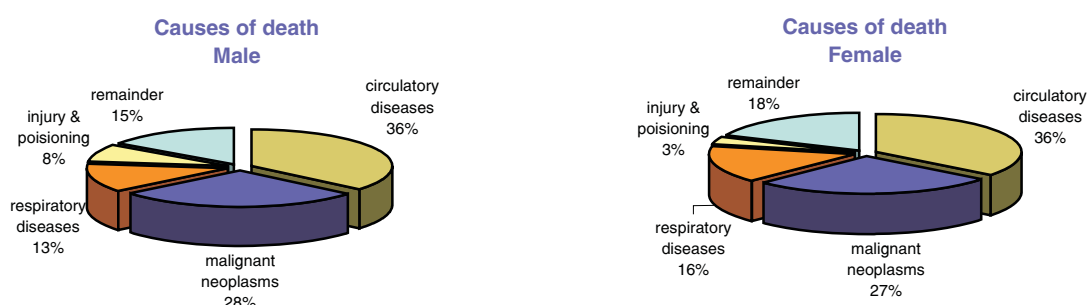 Causes of death
Male
circulatory
diseases
36%
remainder
15%
injury &
poisioning
8%
respiratory
diseases
13%
malignant
neoplasms
28%
Causes of death
Female
circulatory
diseases
36%
remainder
18%
injury &
poisioning
3%
respiratory
diseases
16%
malignant
neoplasms
27%